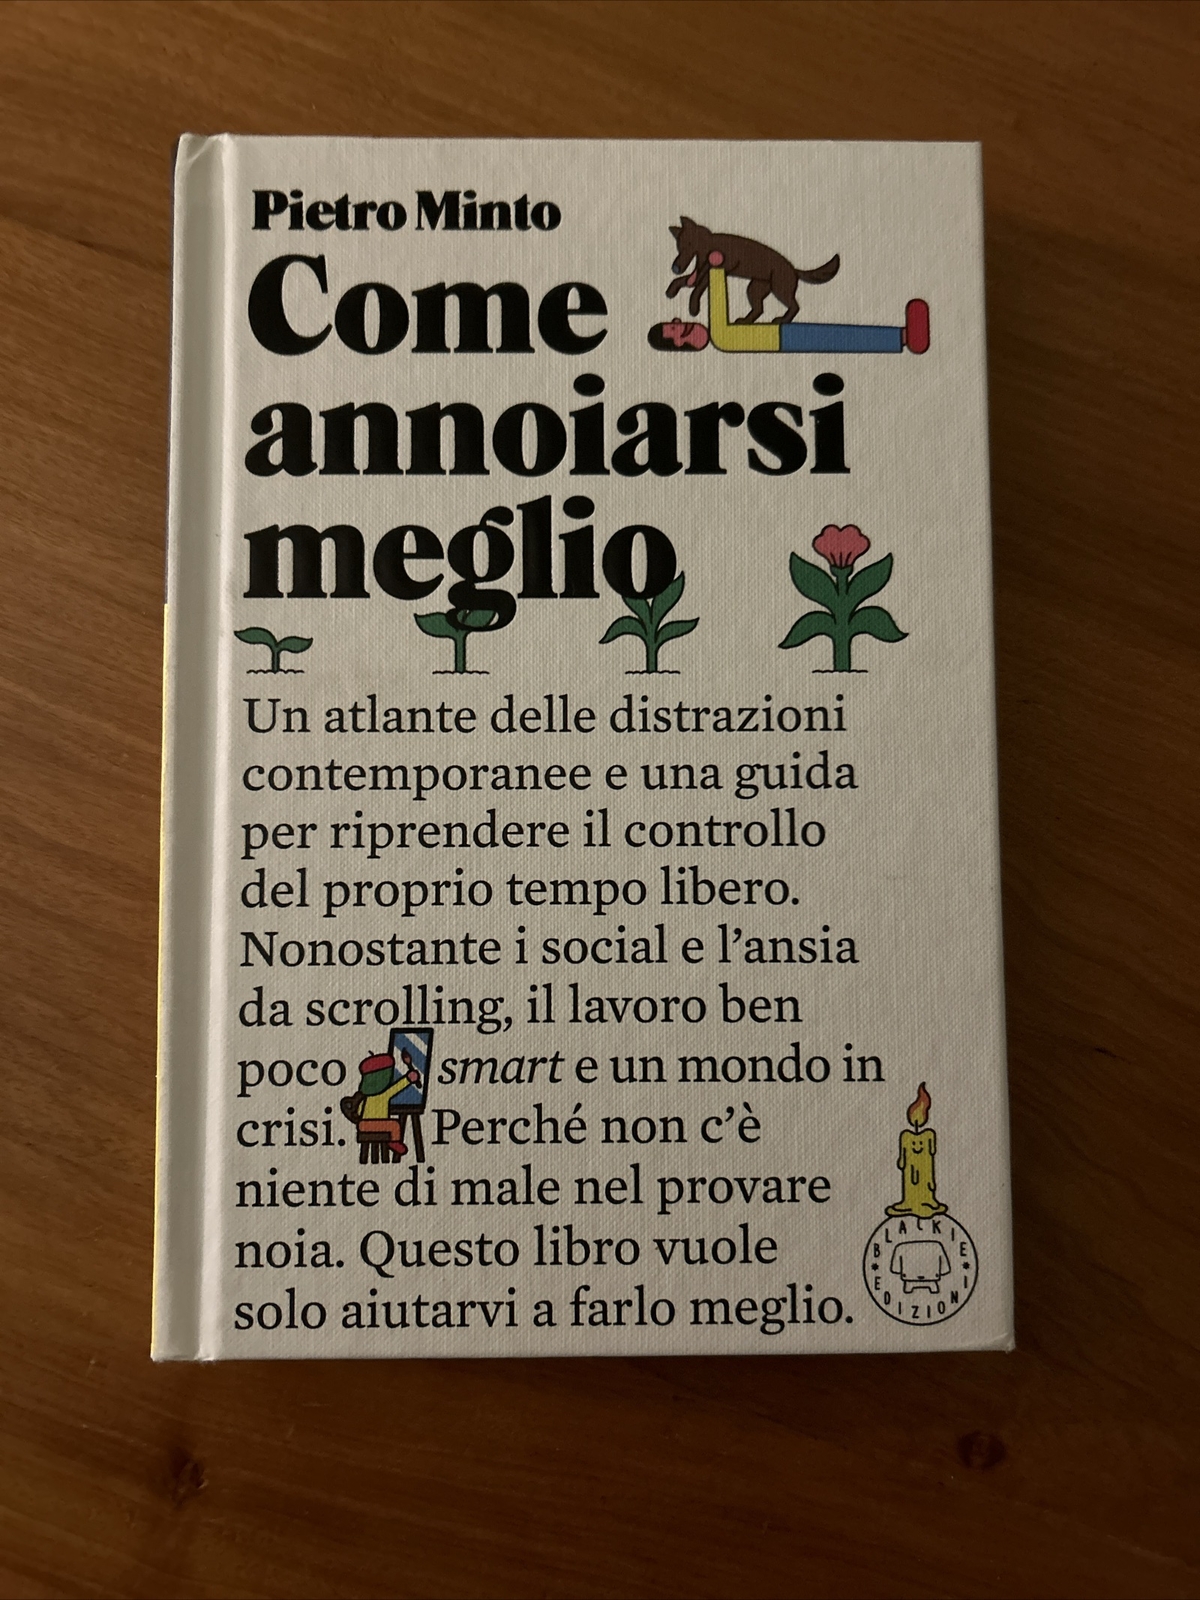 Pietro Minto
Come
annoiarsi
meglio
Un atlante delle distrazioni
contemporanee e una guida
per riprendere il controllo
del proprio tempo libero.
Nonostante i social e l’ansia
da scrolling, il lavoro ben
poco smart e un mondo in
crisi. Perché non c’è
niente di male nel provare
noia. Questo libro vuole
solo aiutarvi a farlo meglio.
BLACKIE
EDIZIONI